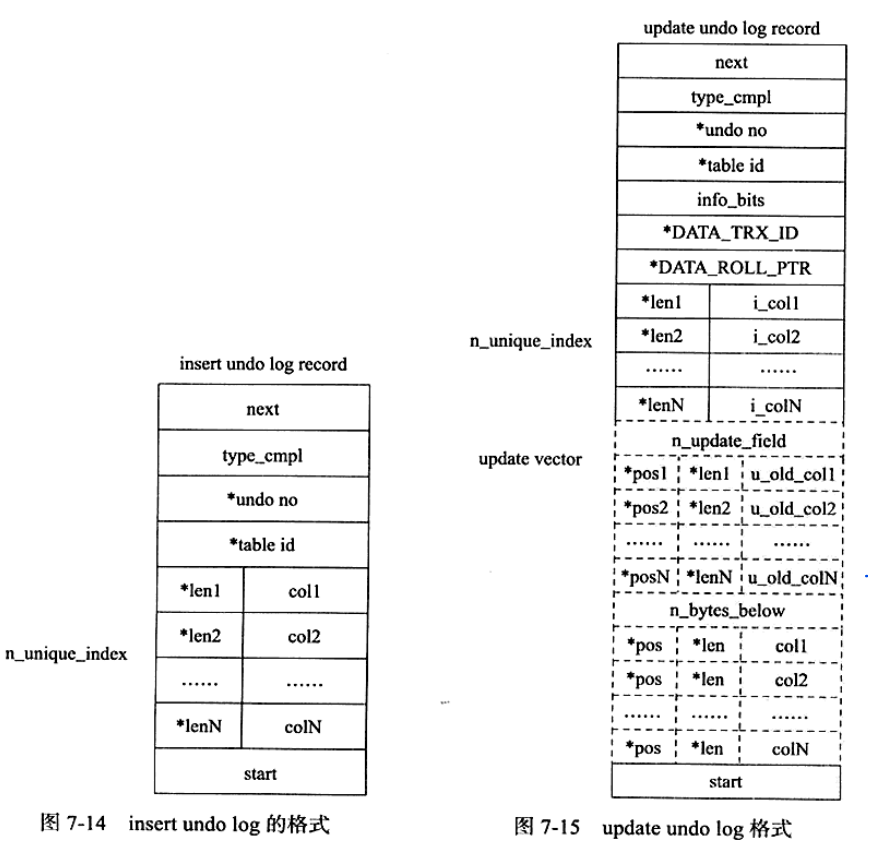 insert undo log record
next
type_cmpl
*undo no
*table id
*len1 col1
*len2 col2
n_unique_index
...... ......
*lenN colN
start
图 7-14 insert undo log 的格式
update undo log record
next
type_cmpl
*undo no
*table id
info_bits
*DATA_TRX_ID
*DATA_ROLL_PTR
*len1 i_col1
*len2 i_col2
n_unique_index
...... ......
*lenN i_colN
n_update_field
update vector
*pos1 *len1 u_old_col1
*pos2 *len2 u_old_col2
...... ...... ......
*posN *lenN u_old_colN
n_bytes_below
*pos *len col1
*pos *len col2
...... ...... ......
*pos *len colN
start
图 7-15 update undo log 格式